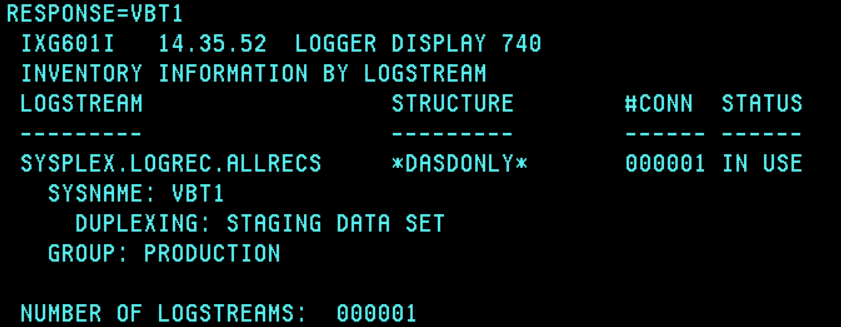 RESPONSE=VBT1
IXG601I   14.35.52  LOGGER DISPLAY 740
INVENTORY INFORMATION BY LOGSTREAM
LOGSTREAM                  STRUCTURE        #CONN  STATUS
---------                  ---------        ------ ------
SYSPLEX.LOGREC.ALLRECS     *DASDONLY*       000001 IN USE
  SYSNAME: VBT1
    DUPLEXING: STAGING DATA SET
  GROUP: PRODUCTION
NUMBER OF LOGSTREAMS:  000001